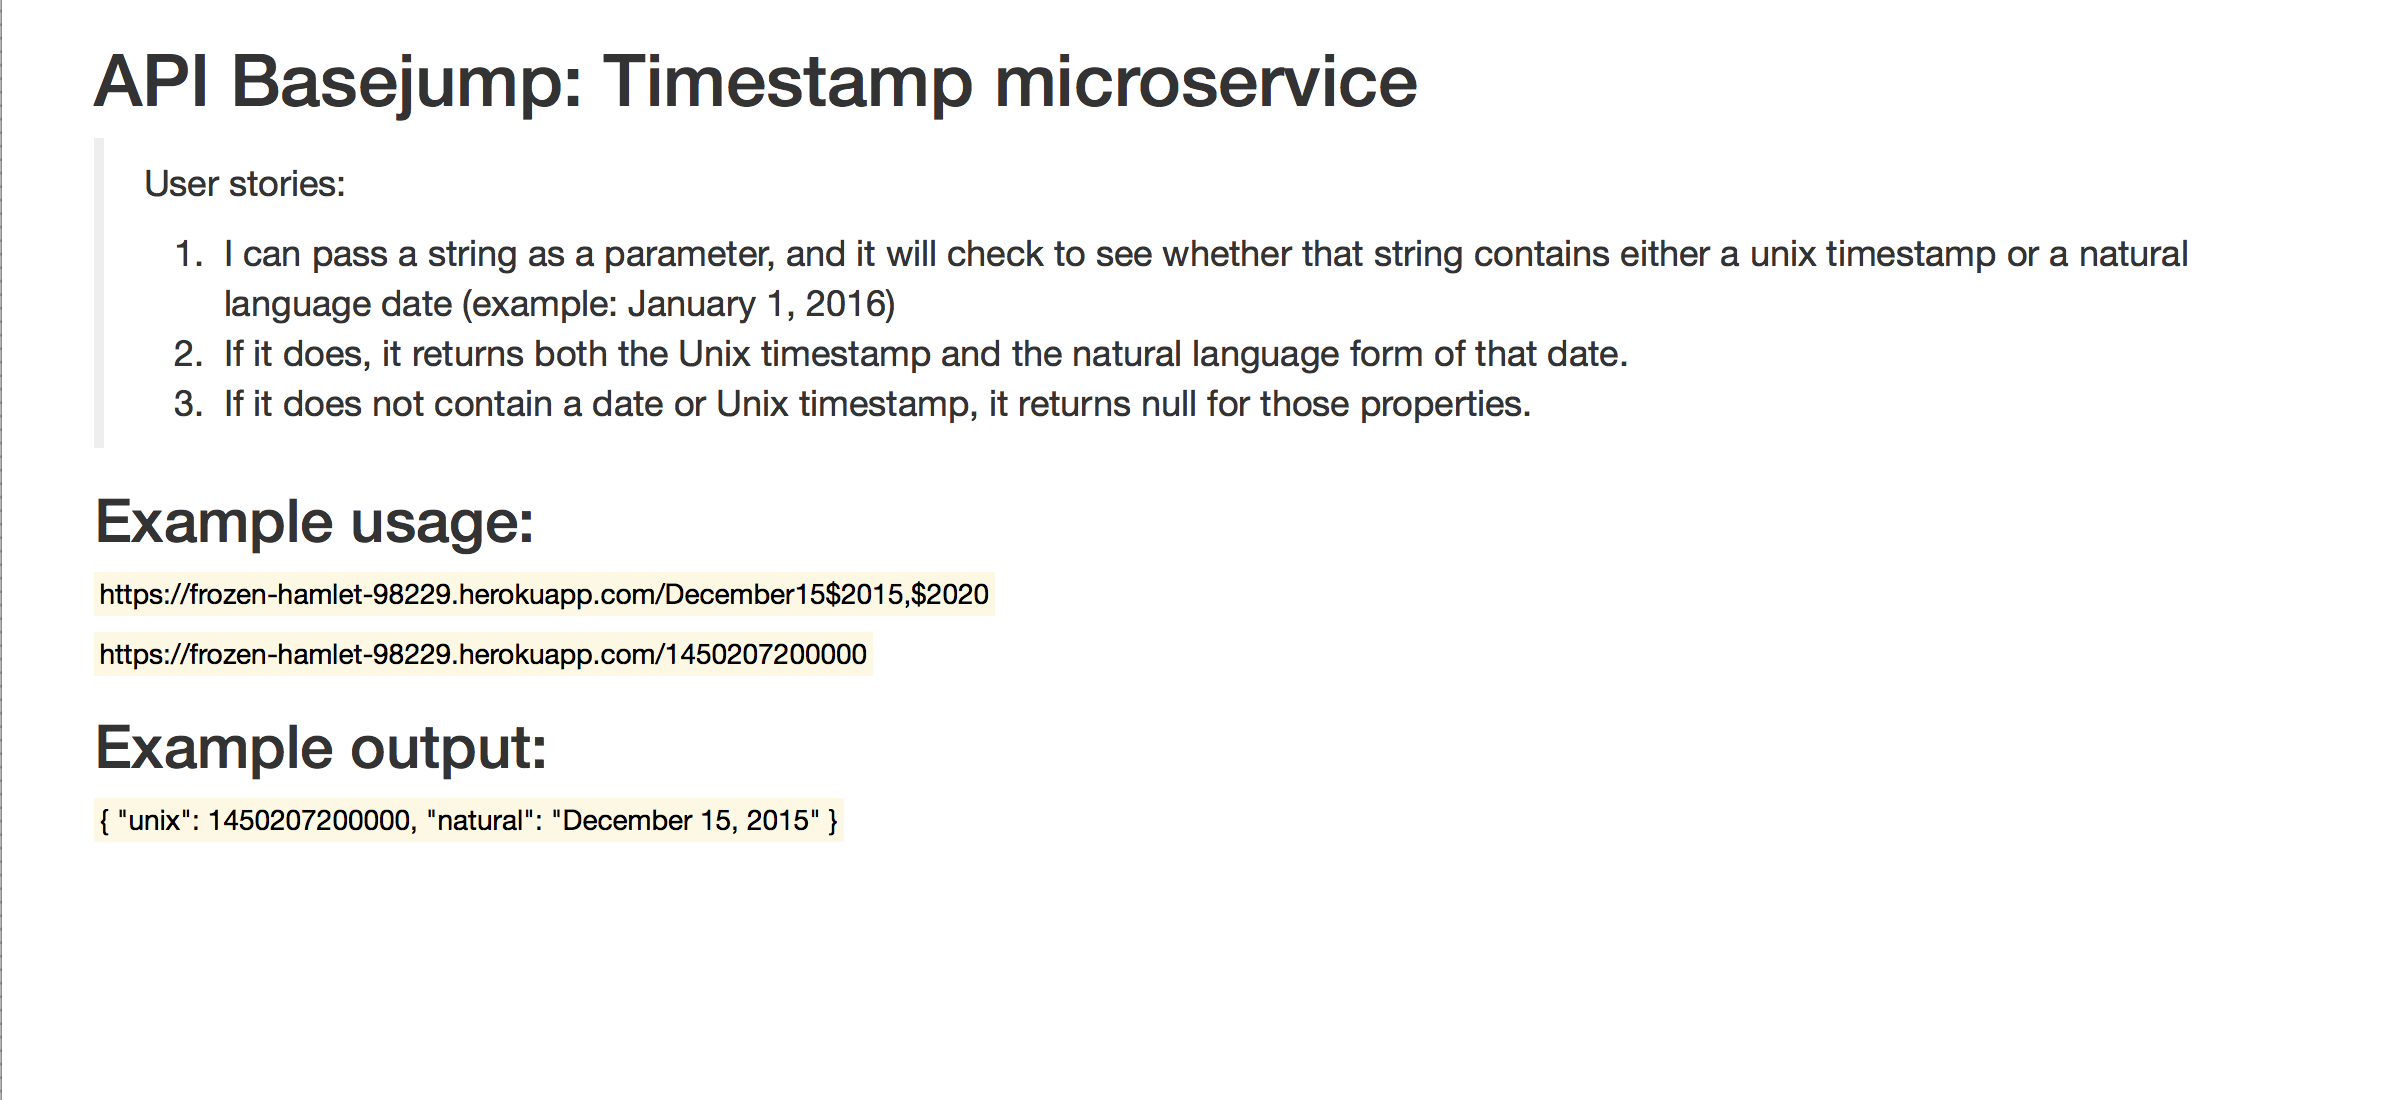 API Basejump: Timestamp microservice
User stories:
1. I can pass a string as a parameter, and it will check to see whether that string contains either a unix timestamp or a natural
language date (example: January 1, 2016)
2. If it does, it returns both the Unix timestamp and the natural language form of that date.
3. If it does not contain a date or Unix timestamp, it returns null for those properties.
Example usage:
https://frozen-hamlet-98229.herokuapp.com/December15$2015,$2020
https://frozen-hamlet-98229.herokuapp.com/1450207200000
Example output:
{ "unix": 1450207200000, "natural": "December 15, 2015" }